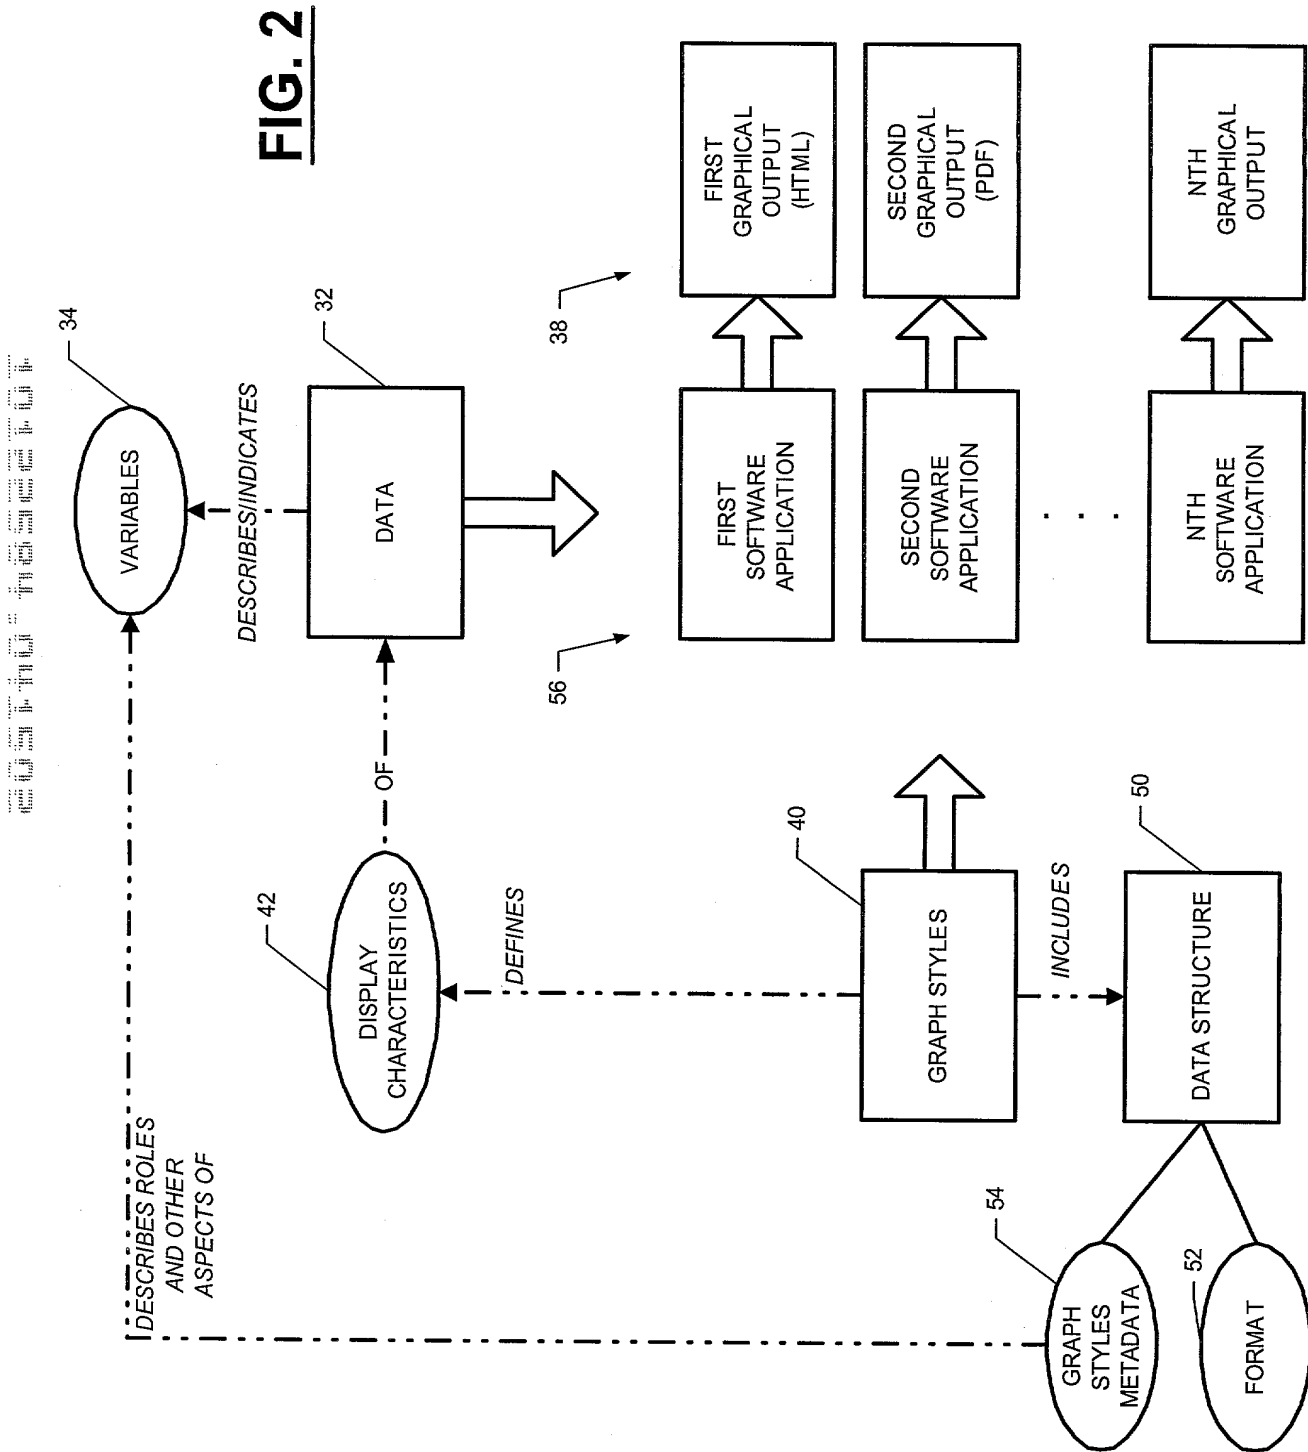 34
VARIABLES
DESCRIBES/INDICATES
32
DATA
DESCRIBES ROLES
AND OTHER
ASPECTS OF
42
DISPLAY
CHARACTERISTICS
OF
DEFINES
56
38
FIRST
SOFTWARE
APPLICATION
FIRST
GRAPHICAL
OUTPUT
(HTML)
40
GRAPH STYLES
SECOND
SOFTWARE
APPLICATION
SECOND
GRAPHICAL
OUTPUT
(PDF)
INCLUDES
. . .
50
DATA STRUCTURE
NTH
SOFTWARE
APPLICATION
NTH
GRAPHICAL
OUTPUT
54
GRAPH
STYLES
METADATA
52
FORMAT
FIG. 2